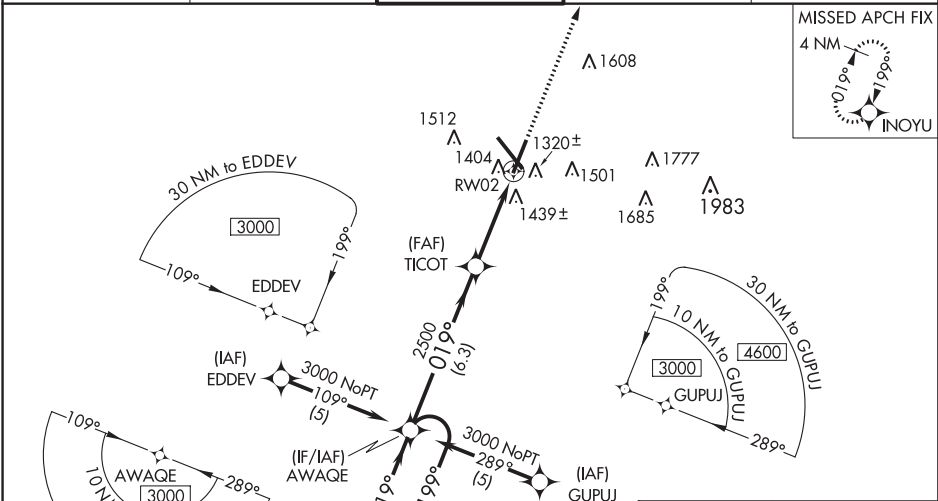 MISSED APCH FIX
4 NM
019°
199°
INOYU
1608
1512
1320±
1404
1777
1501
RW02
1983
1439±
1685
30 NM to EDDEV
3000
199°
109°
EDDEV
(FAF)
TICOT
30 NM to GUPUJ
199°
10 NM to GUPUJ
4600
3000
GUPUJ
289°
2500
019°
(6.3)
(IAF)
EDDEV
3000 NoPT
109°
(5)
109°
(IF/IAF)
AWAQE
3000 NoPT
289°
(5)
(IAF)
GUPUJ
AWAQE
3000
289°
10 N
19°
199°